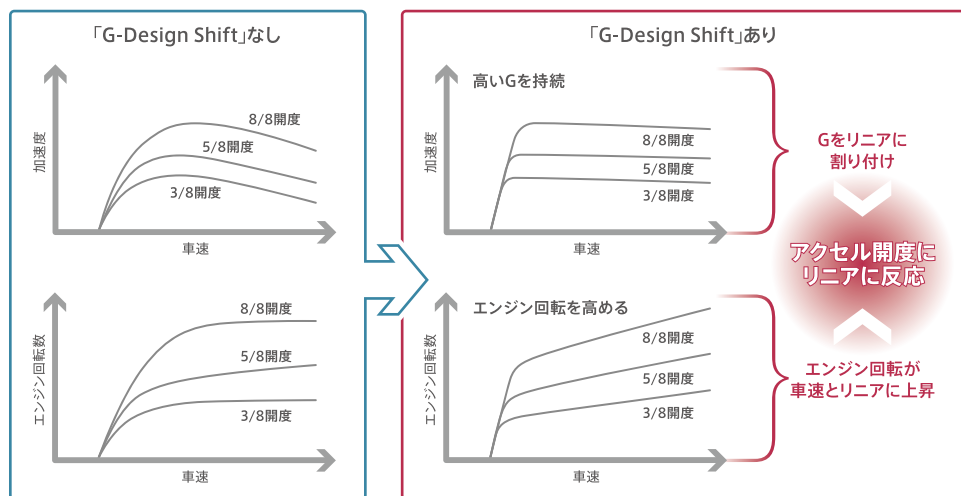 「G-Design Shift」なし
加速度
8/8開度
5/8開度
3/8開度
車速
エンジン回転数
8/8開度
5/8開度
3/8開度
車速
「G-Design Shift」あり
高いGを持続
加速度
8/8開度
5/8開度
3/8開度
車速
エンジン回転を高める
エンジン回転数
8/8開度
5/8開度
3/8開度
車速
Gをリニアに
割り付け
アクセル開度に
リニアに反応
エンジン回転が
車速とリニアに上昇